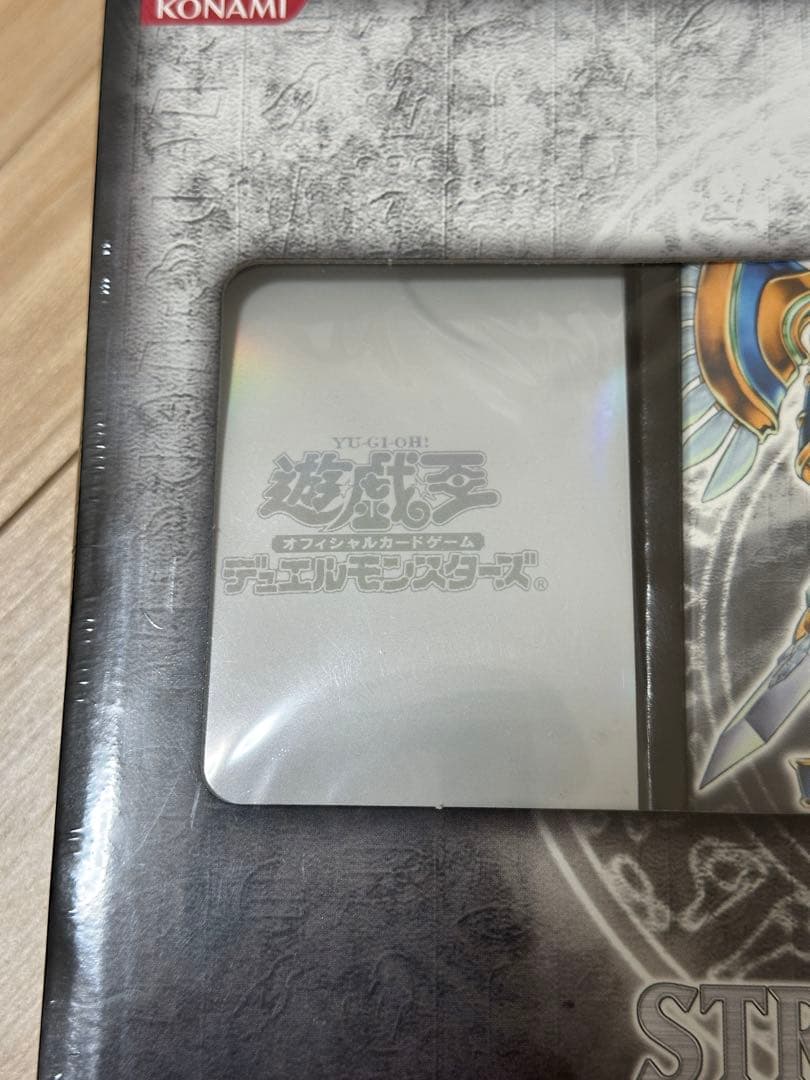 KONAMI
YU-GI-OH!
遊戯王
オフィシャルカードゲーム
デュエルモンスターズ®
STR